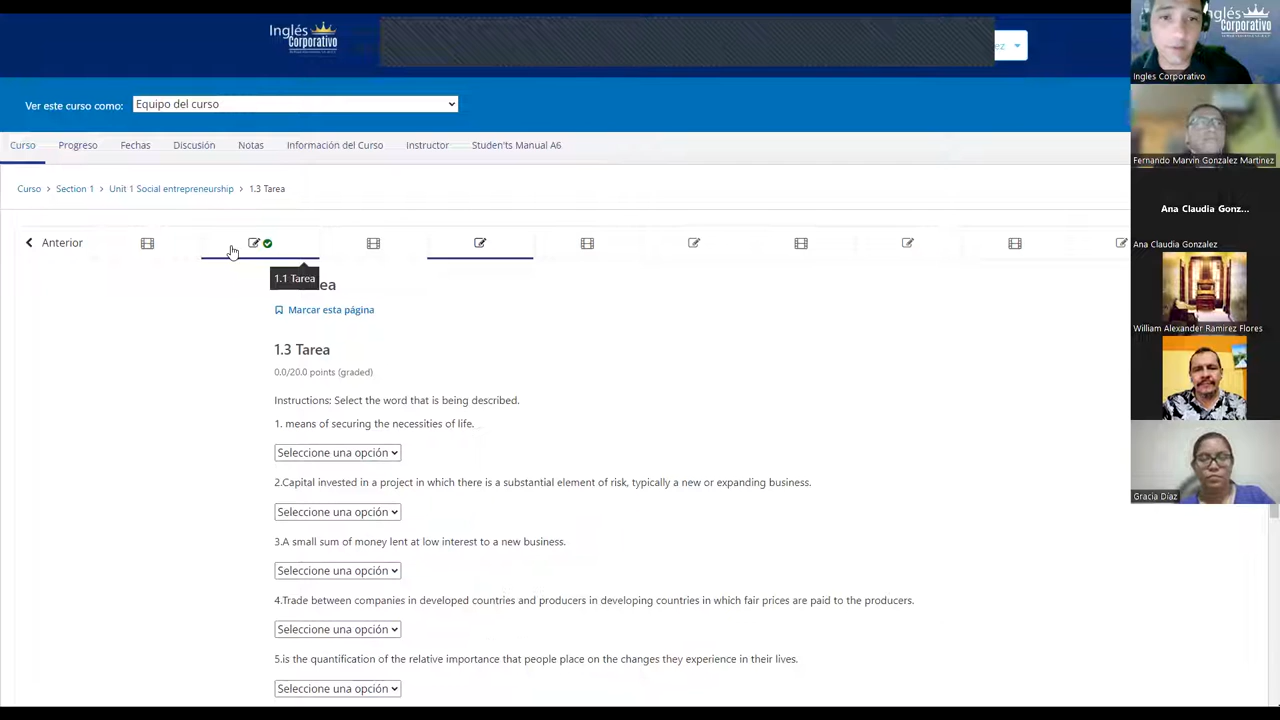 Inglés
Corporativo
ez
Ver este curso como:
Equipo del curso
Curso
Progreso
Fechas
Discusión
Notas
Información del Curso
Instructor
Studen'ts Manual A6
Curso > Section 1 > Unit 1 Social entrepreneurship > 1.3 Tarea
Anterior
1.1 Tarea
ea
Marcar esta página
1.3 Tarea
0.0/20.0 points (graded)
Instructions: Select the word that is being described.
1. means of securing the necessities of life.
Seleccione una opción
2.Capital invested in a project in which there is a substantial element of risk, typically a new or expanding business.
Seleccione una opción
3.A small sum of money lent at low interest to a new business.
Seleccione una opción
4.Trade between companies in developed countries and producers in developing countries in which fair prices are paid to the producers.
Seleccione una opción
5.is the quantification of the relative importance that people place on the changes they experience in their lives.
Seleccione una opción
nglés
Corporativo
Ingles Corporativo
Fernando Marvín Gonzalez Martinez
Ana Claudia Gonz...
Ana Claudia Gonzalez
William Alexander Ramirez Flores
Gracia Díaz